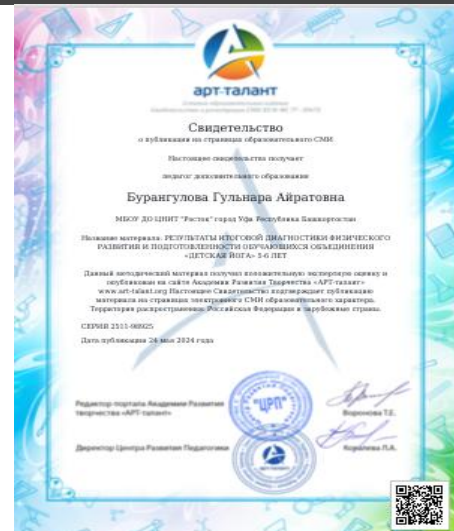 арт-талант
Свидетельство
о публикации на страницах образовательного СМИ
Настоящее свидетельство получает
педагог дополнительного образования
Бурангулова Гульнара Айратовна
МБОУ ДО ЦНИТ "Росток" город Уфа Республика Башкортостан
Название материала: РЕЗУЛЬТАТЫ ИТОГОВОЙ ДИАГНОСТИКИ ФИЗИЧЕСКОГО
РАЗВИТИЯ И ПОДГОТОВЛЕННОСТИ ОБУЧАЮЩИХСЯ ОБЪЕДИНЕНИЯ
«ДЕТСКАЯ ЙОГА» 5-6 ЛЕТ
Данный методический материал получил положительную экспертную оценку и
опубликован на сайте Академии Развития Творчества «АРТ-талант»
www.art-talant.org Настоящее Свидетельство подтверждает публикацию
материала на страницах электронного СМИ образовательного характера.
Территория распространения: Российская Федерация и зарубежные страны.
СЕРИЯ 2511-
Дата публикации 24 мая 2024 года
Редактор портала Академии Развития
творчества «АРТ-талант»
"ЦРП"
Воронова Т.Е.
Директор Центра Развития Педагогики
Королева Л.А.